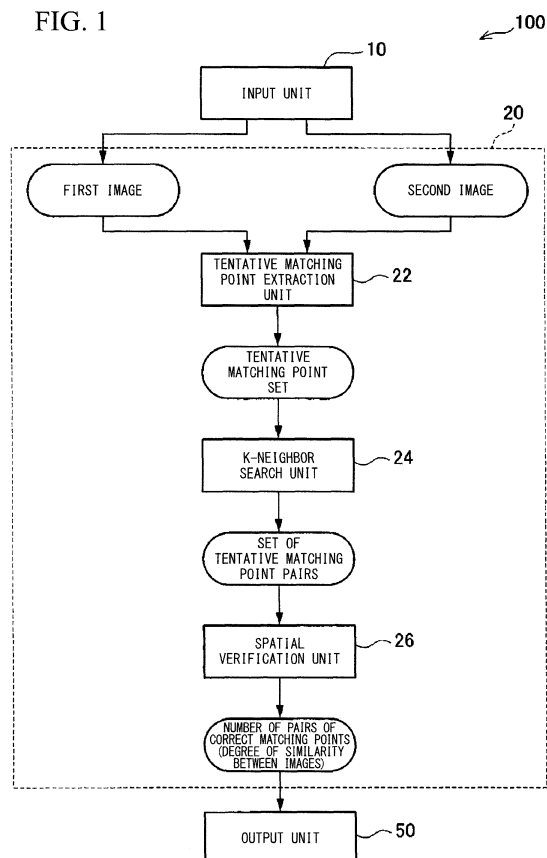 FIG. 1
100
10
INPUT UNIT
20
FIRST IMAGE
SECOND IMAGE
TENTATIVE MATCHING
POINT EXTRACTION
UNIT
22
TENTATIVE
MATCHING POINT
SET
K-NEIGHBOR
SEARCH UNIT
24
SET OF
TENTATIVE MATCHING
POINT PAIRS
SPATIAL
VERIFICATION UNIT
26
NUMBER OF PAIRS OF
CORRECT MATCHING POINTS
(DEGREE OF SIMILARITY
BETWEEN IMAGES)
OUTPUT UNIT
50